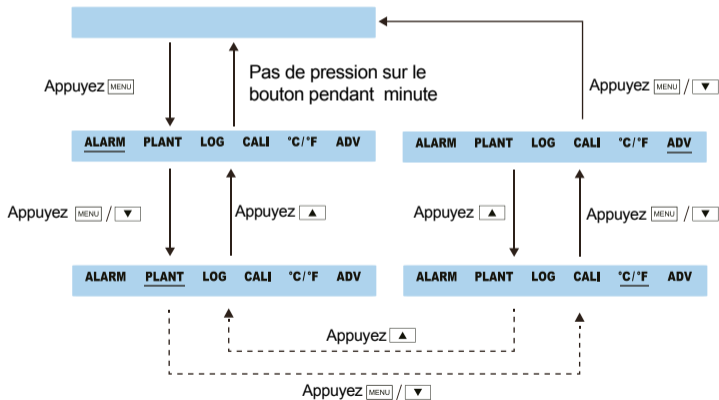 Appuyez MENU
Pas de pression sur le
bouton pendant minute
Appuyez MENU / ▼
ALARM PLANT LOG CALI °C/°F ADV
ALARM PLANT LOG CALI °C/°F ADV
Appuyez MENU / ▼
Appuyez ▲
Appuyez ▲
Appuyez MENU / ▼
ALARM PLANT LOG CALI °C/°F ADV
ALARM PLANT LOG CALI °C/°F ADV
Appuyez ▲
Appuyez MENU / ▼